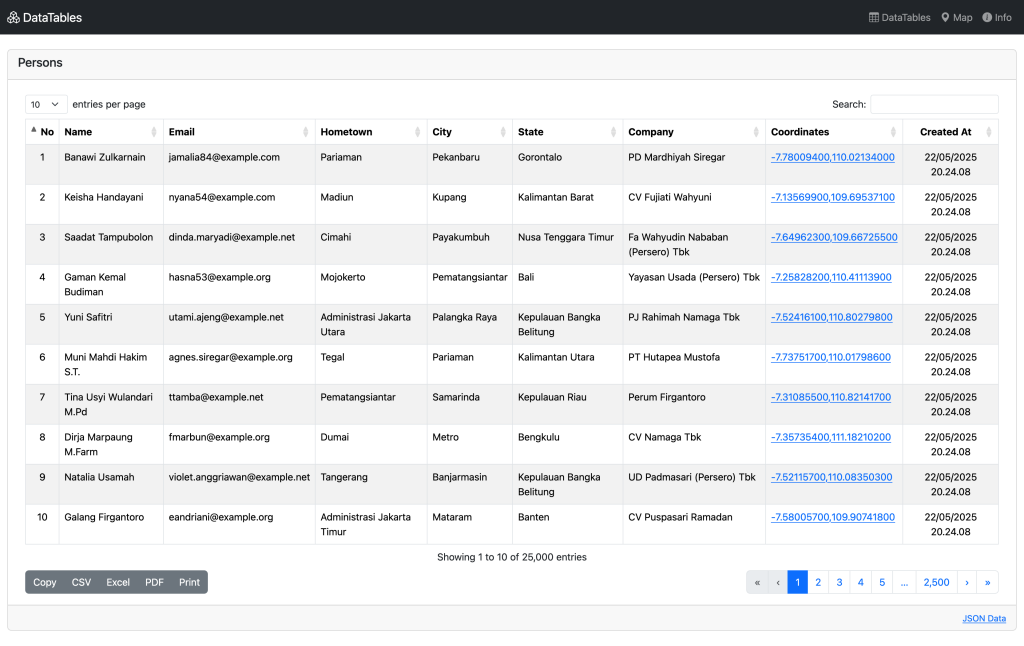 DataTables
DataTables Map Info
Persons
10 entries per page
Search:
No Name Email Hometown City State Company Coordinates Created At
1 Banawi Zulkarnain jamalia84@example.com Pariaman Pekanbaru Gorontalo PD Mardhiyah Siregar -7.78009400,110.02134000 22/05/2025
20.24.08
2 Keisha Handayani nyana54@example.com Madiun Kupang Kalimantan Barat CV Fujiati Wahyuni -7.13569900,109.69537100 22/05/2025
20.24.08
3 Saadat Tampubolon dinda.maryadi@example.net Cimahi Payakumbuh Nusa Tenggara Timur Fa Wahyudin Nababan -7.64962300,109.66725500 22/05/2025
(Persero) Tbk 20.24.08
4 Gaman Kemal hasna53@example.org Mojokerto Pematangsiantar Bali Yayasan Usada (Persero) Tbk -7.25828200,110.41113900 22/05/2025
Budiman 20.24.08
5 Yuni Safitri utami.ajeng@example.net Administrasi Jakarta Palangka Raya Kepulauan Bangka PJ Rahimah Namaga Tbk -7.52416100,110.80279800 22/05/2025
Utara Belitung 20.24.08
6 Muni Mahdi Hakim agnes.siregar@example.org Tegal Pariaman Kalimantan Utara PT Hutapea Mustofa -7.73751700,110.01798600 22/05/2025
S.T. 20.24.08
7 Tina Usyi Wulandari ttamba@example.net Pematangsiantar Samarinda Kepulauan Riau Perum Firgantoro -7.31085500,110.82141700 22/05/2025
M.Pd 20.24.08
8 Dirja Marpaung fmarbun@example.org Dumai Metro Bengkulu CV Namaga Tbk -7.35735400,111.18210200 22/05/2025
M.Farm 20.24.08
9 Natalia Usamah violet.anggriawan@example.net Tangerang Banjarmasin Kepulauan Bangka UD Padmasari (Persero) Tbk -7.52115700,110.08350300 22/05/2025
Belitung 20.24.08
10 Galang Firgantoro eandriani@example.org Administrasi Jakarta Mataram Banten CV Puspasari Ramadan -7.58005700,109.90741800 22/05/2025
Timur 20.24.08
Showing 1 to 10 of 25,000 entries
Copy CSV Excel PDF Print
« ‹ 1 2 3 4 5 … 2,500 › »
JSON Data